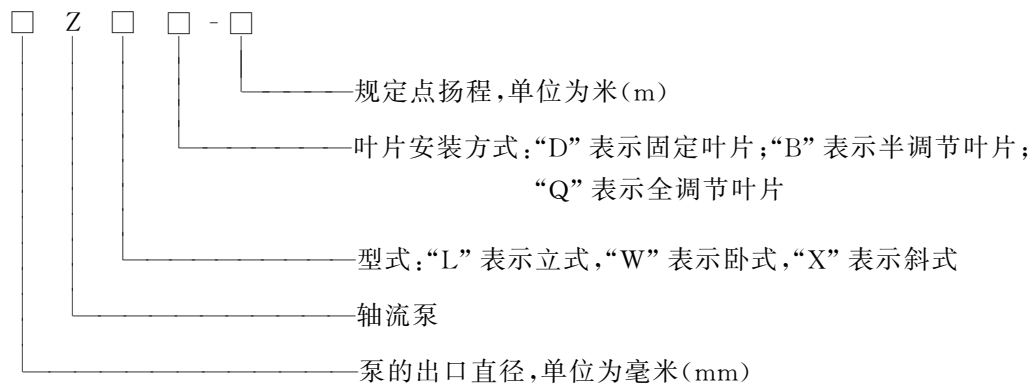 □ Z □ □ - □
规定点扬程,单位为米(m)
叶片安装方式:“D”表示固定叶片;“B”表示半调节叶片;
“Q”表示全调节叶片
型式:“L”表示立式,“W”表示卧式,“X”表示斜式
轴流泵
泵的出口直径,单位为毫米(mm)